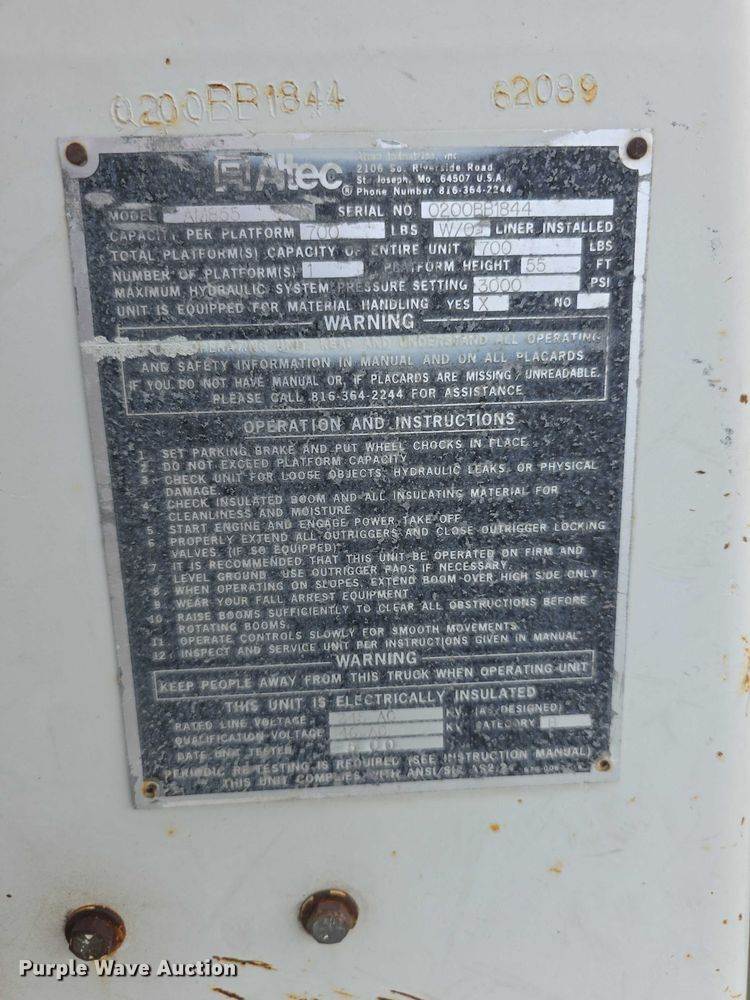 0200BB1844 62089
Altec ®
2106 So. Riverside Road
St. Joseph, Mo. 64507 U.S.A.
Phone Number 816-364-2244
MODEL AM855 SERIAL NO. 0200BB1844
CAPACITY PER PLATFORM 700 LBS W/O LINER INSTALLED
TOTAL PLATFORM(S) CAPACITY OF ENTIRE UNIT 700 LBS
NUMBER OF PLATFORM(S) 1 PLATFORM HEIGHT 55 FT
MAXIMUM HYDRAULIC SYSTEM PRESSURE SETTING 3000 PSI
UNIT IS EQUIPPED FOR MATERIAL HANDLING YES X NO
WARNING
OPERATING UNIT, READ AND UNDERSTAND ALL OPERATING
AND SAFETY INFORMATION IN MANUAL AND ON ALL PLACARDS.
IF YOU DO NOT HAVE MANUAL OR, IF PLACARDS ARE MISSING, UNREADABLE,
PLEASE CALL 816-364-2244 FOR ASSISTANCE.
OPERATION AND INSTRUCTIONS
1. SET PARKING BRAKE AND PUT WHEEL CHOCKS IN PLACE.
2. DO NOT EXCEED PLATFORM CAPACITY.
3. CHECK UNIT FOR LOOSE OBJECTS, HYDRAULIC LEAKS, OR PHYSICAL
DAMAGE.
4. CHECK INSULATED BOOM AND ALL INSULATING MATERIAL FOR
CLEANLINESS AND MOISTURE.
5. START ENGINE AND ENGAGE POWER TAKE OFF.
6. PROPERLY EXTEND ALL OUTRIGGERS AND CLOSE OUTRIGGER LOCKING
VALVES. (IF SO EQUIPPED)
7. IT IS RECOMMENDED THAT THIS UNIT BE OPERATED ON FIRM AND
LEVEL GROUND. USE OUTRIGGER PADS IF NECESSARY.
8. WHEN OPERATING ON SLOPES, EXTEND BOOM OVER HIGH SIDE ONLY
9. WEAR YOUR FALL ARREST EQUIPMENT.
10. RAISE BOOMS SUFFICIENTLY TO CLEAR ALL OBSTRUCTIONS BEFORE
ROTATING BOOMS.
11. OPERATE CONTROLS SLOWLY FOR SMOOTH MOVEMENTS.
12. INSPECT AND SERVICE UNIT PER INSTRUCTIONS GIVEN IN MANUAL.
WARNING
KEEP PEOPLE AWAY FROM THIS TRUCK WHEN OPERATING UNIT
THIS UNIT IS ELECTRICALLY INSULATED
RATED LINE VOLTAGE KV. (AS DESIGNED)
QUALIFICATION VOLTAGE KV. CATEGORY B
DATE UNIT TESTED
PERIODIC RE-TESTING IS REQUIRED (SEE INSTRUCTION MANUAL)
THIS UNIT COMPLIES WITH ANSI/SIA A92.2
Purple Wave Auction